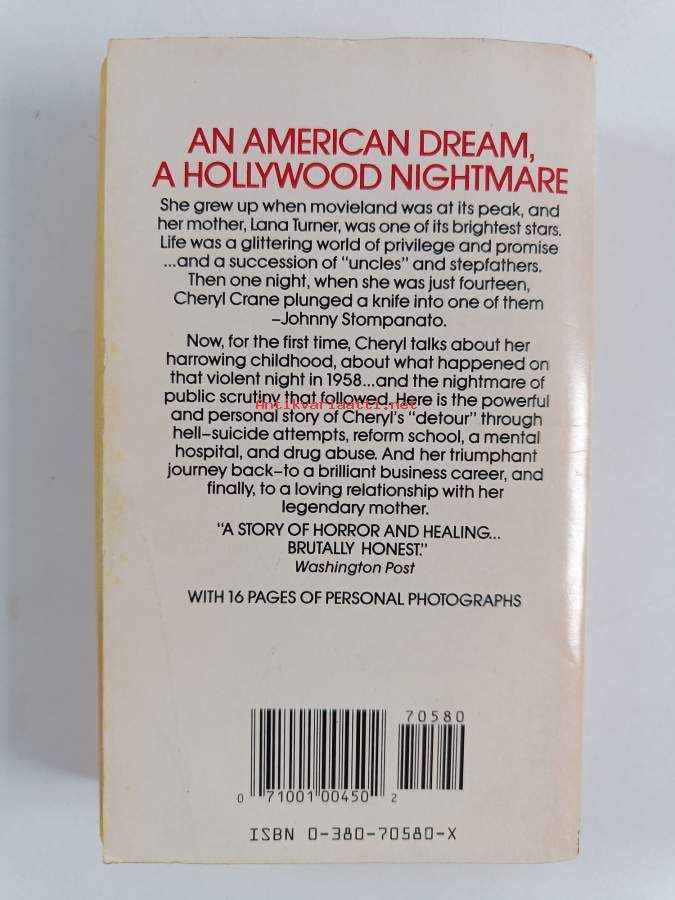 AN AMERICAN DREAM,
A HOLLYWOOD NIGHTMARE
She grew up when movieland was at its peak, and
her mother, Lana Turner, was one of its brightest stars.
Life was a glittering world of privilege and promise
...and a succession of "uncles" and stepfathers.
Then one night, when she was just fourteen,
Cheryl Crane plunged a knife into one of them
–Johnny Stompanato.
Now, for the first time, Cheryl talks about her
harrowing childhood, about what happened on
that violent night in 1958...and the nightmare of
public scrutiny that followed. Here is the powerful
Antikvariaatti.net
and personal story of Cheryl's "detour" through
hell–suicide attempts, reform school, a mental
hospital, and drug abuse. And her triumphant
journey back–to a brilliant business career, and
finally, to a loving relationship with her
legendary mother.
"A STORY OF HORROR AND HEALING...
BRUTALLY HONEST."
Washington Post
WITH 16 PAGES OF PERSONAL PHOTOGRAPHS
70580
0 71001 00450 2
ISBN 0-380-70580-X